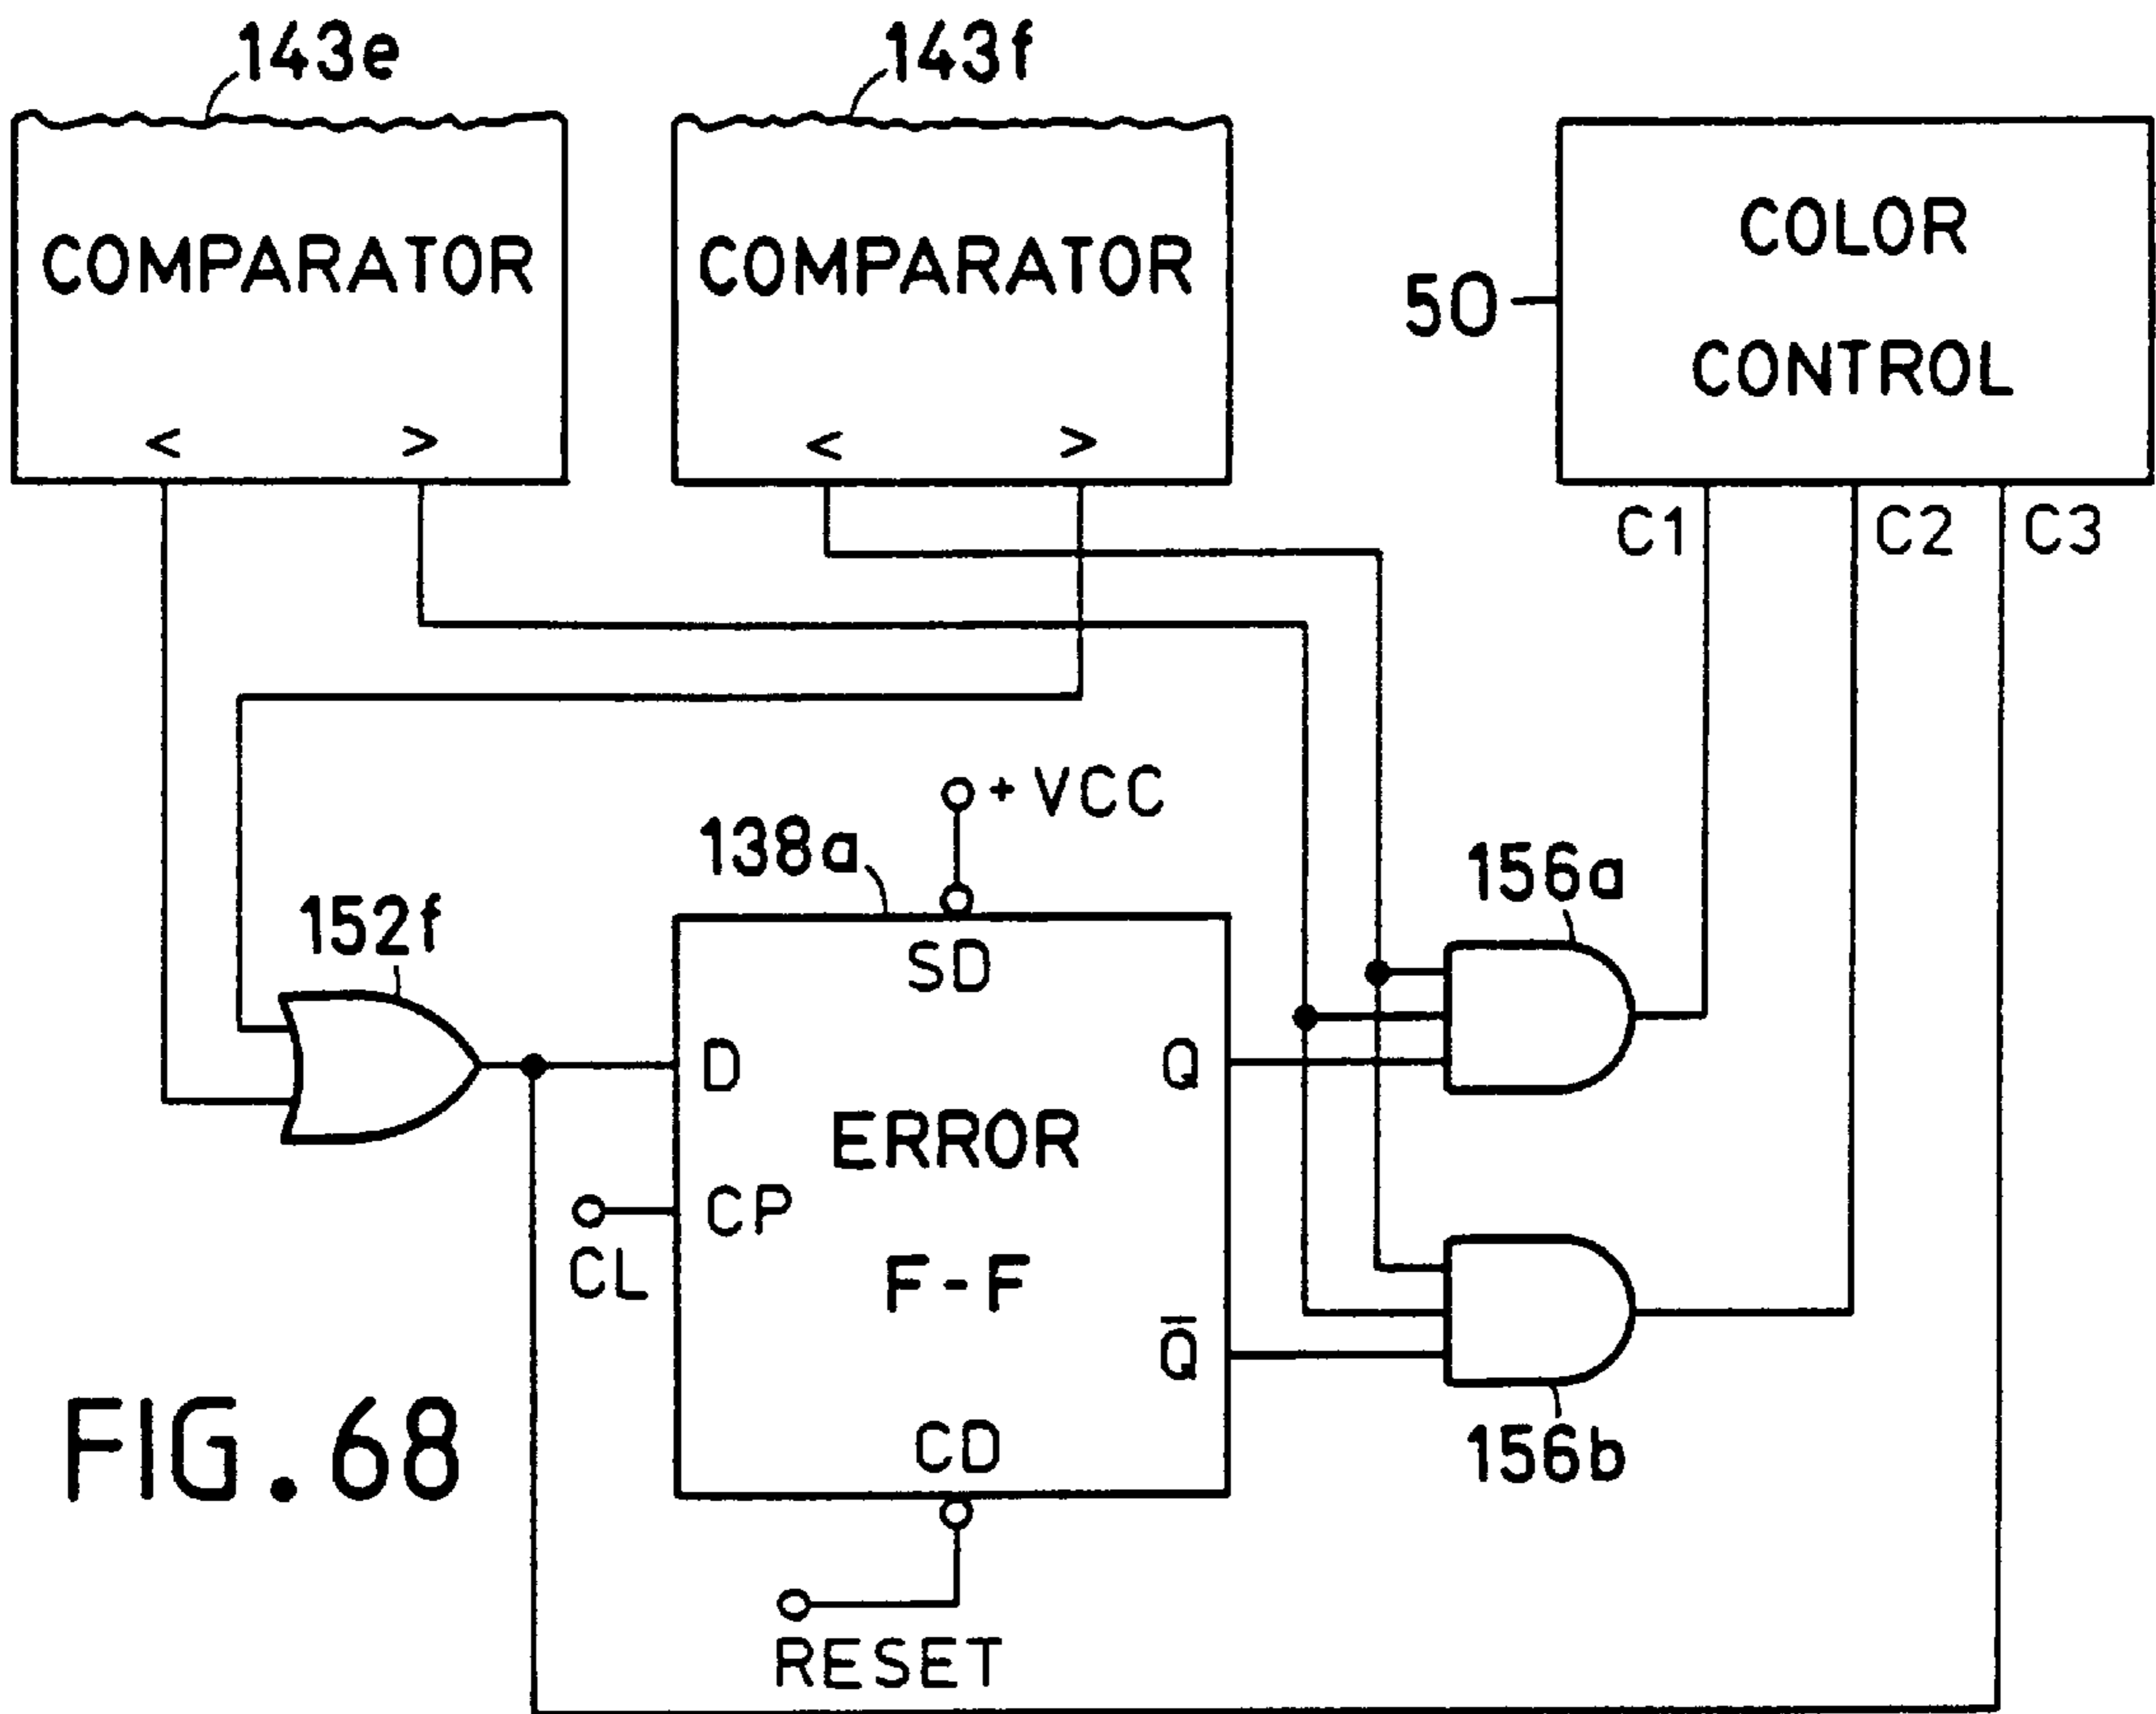 143e
143f
COMPARATOR
< >
COMPARATOR
< >
50
COLOR
CONTROL
C1
C2
C3
+ VCC
138a
152f
156a
SD
D
Q
ERROR
CP
CL
F-F
Q̅
CD
156b
RESET
FIG. 68